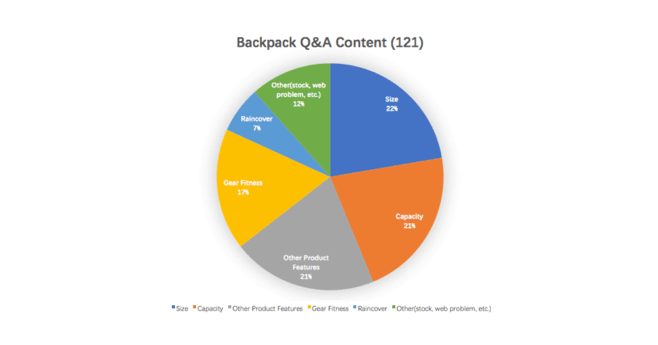 Backpack Q&A Content (121)
Other(stock, web
problem, etc.)
12%
Size
22%
Raincover
7%
Gear Fitness
17%
Capacity
21%
Other Product
Features
21%
Size Capacity Other Product Features Gear Fitness Raincover Other(stock, web problem, etc.)